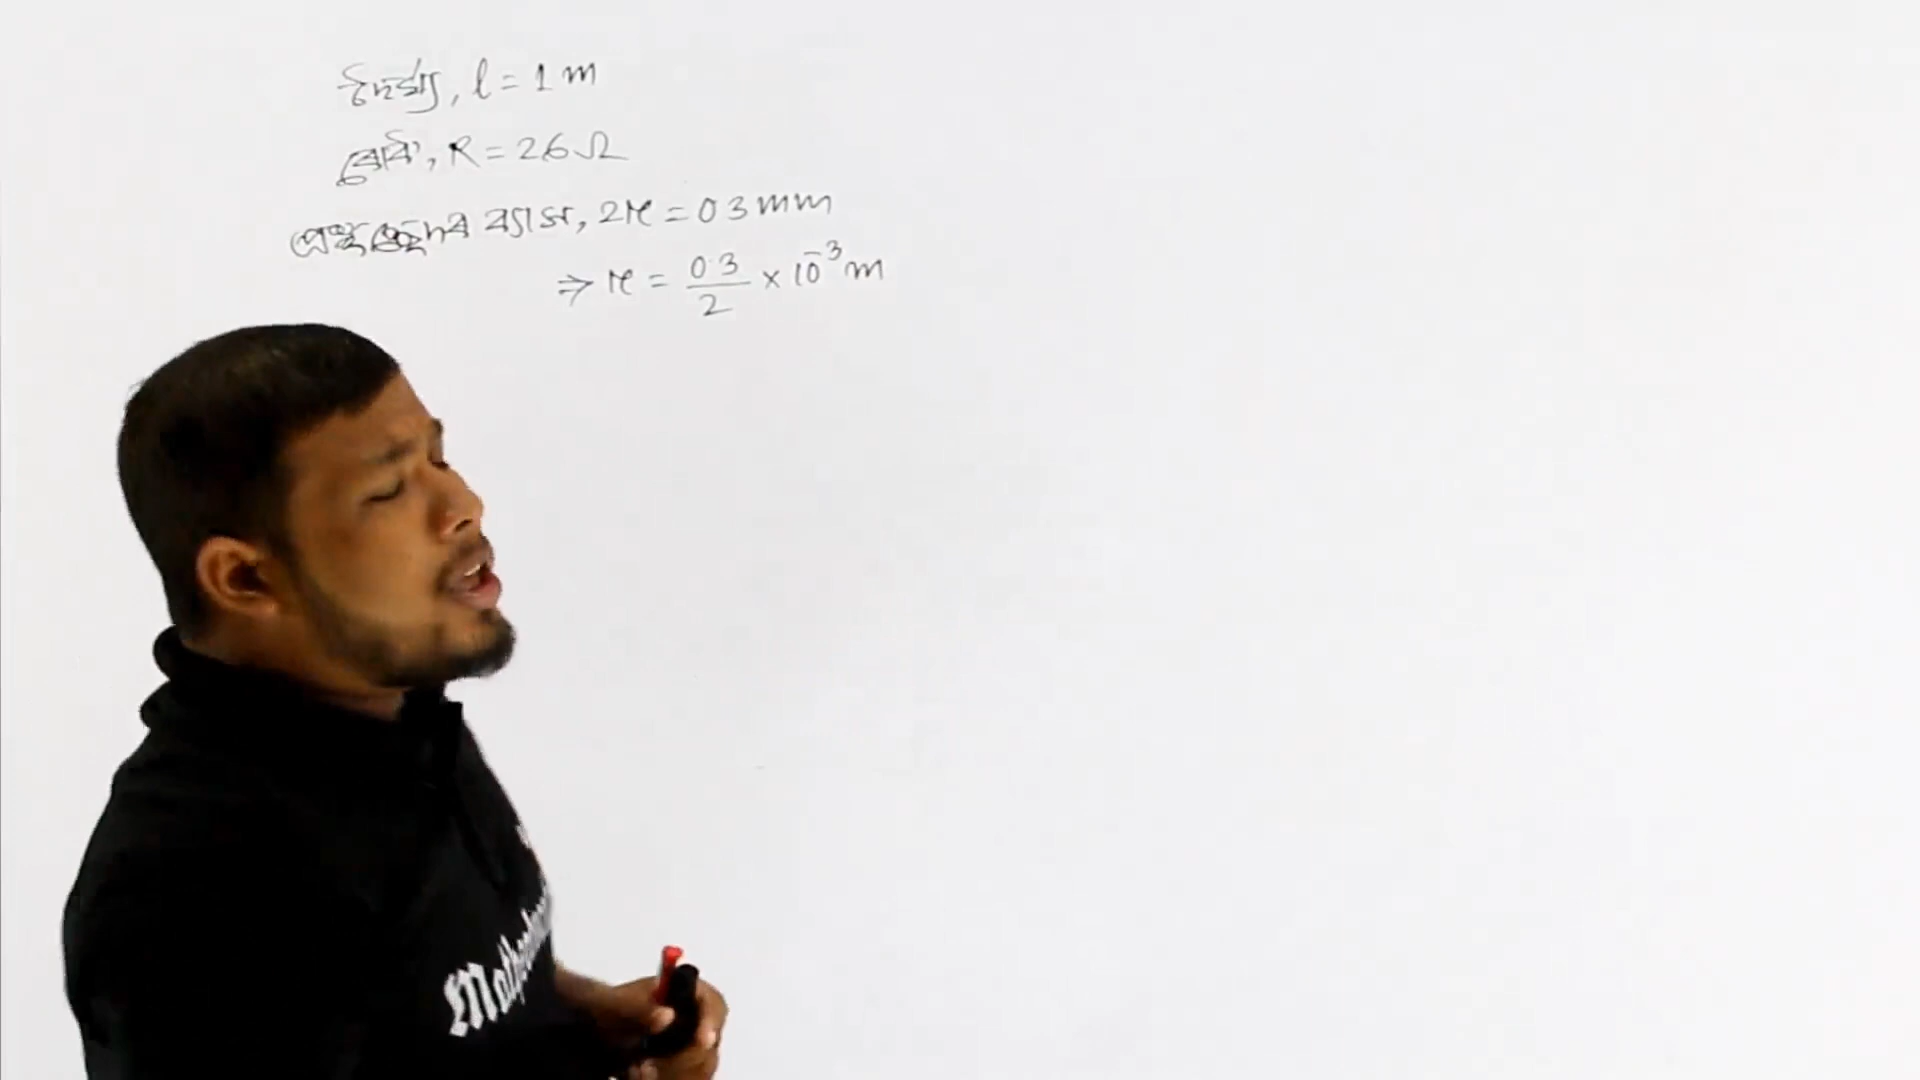 দৈর্ঘ্য, l = 1 m
রোধ, R = 26 Ω
প্রস্থচ্ছেদের ব্যাস, 2r = 0.3 mm
⇒ r = 0.3/2 × 10⁻³ m